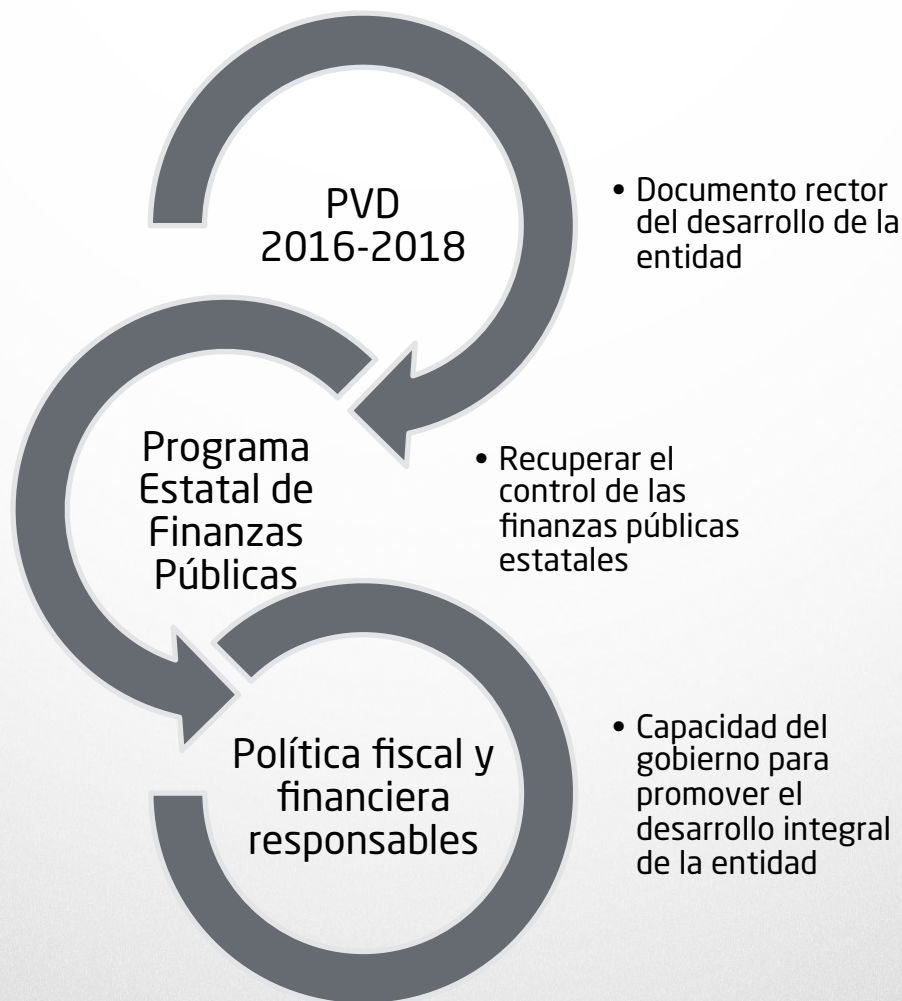 PVD
2016-2018
• Documento rector
del desarrollo de la
entidad
Programa
Estatal de
Finanzas
Públicas
• Recuperar el
control de las
finanzas públicas
estatales
Política fiscal y
financiera
responsables
• Capacidad del
gobierno para
promover el
desarrollo integral
de la entidad